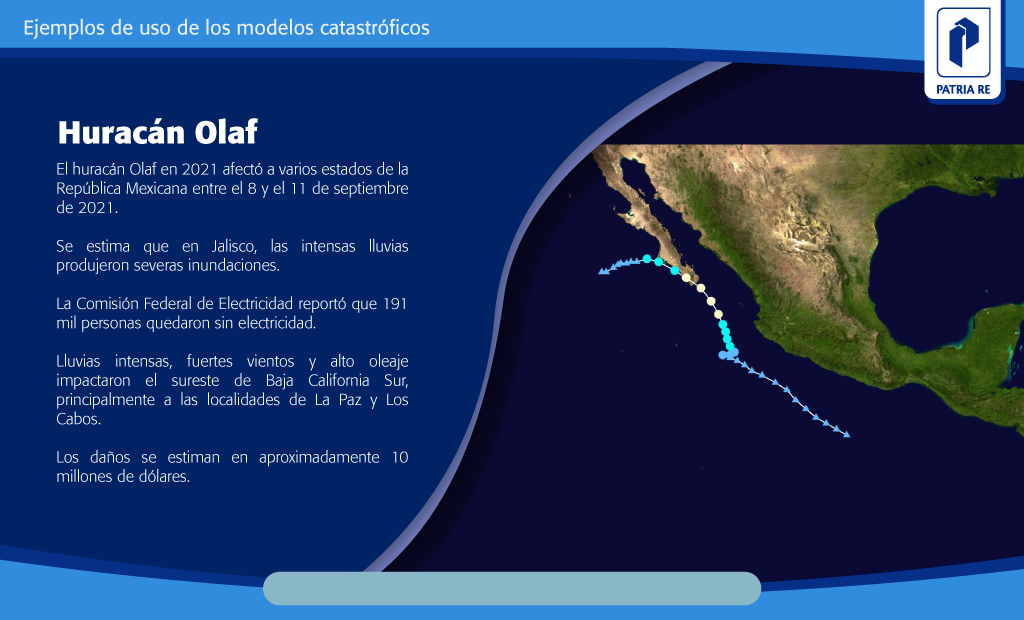 Ejemplos de uso de los modelos catastróficos
PATRIA RE
Huracán Olaf
El huracán Olaf en 2021 afectó a varios estados de la
República Mexicana entre el 8 y el 11 de septiembre
de 2021.
Se estima que en Jalisco, las intensas lluvias
produjeron severas inundaciones.
La Comisión Federal de Electricidad reportó que 191
mil personas quedaron sin electricidad.
Lluvias intensas, fuertes vientos y alto oleaje
impactaron el sureste de Baja California Sur,
principalmente a las localidades de La Paz y Los
Cabos.
Los daños se estiman en aproximadamente 10
millones de dólares.